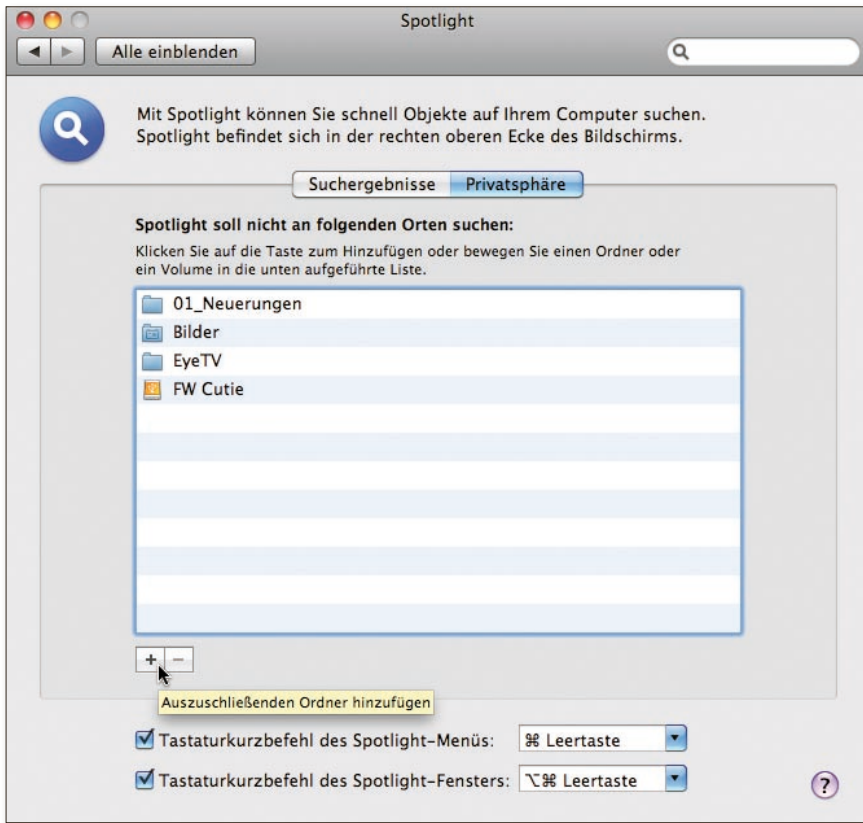 Spotlight
Alle einblenden
Mit Spotlight können Sie schnell Objekte auf Ihrem Computer suchen.
Spotlight befindet sich in der rechten oberen Ecke des Bildschirms.
Suchergebnisse Privatsphäre
Spotlight soll nicht an folgenden Orten suchen:
Klicken Sie auf die Taste zum Hinzufügen oder bewegen Sie einen Ordner oder
ein Volume in die unten aufgeführte Liste.
01_Neuerungen
Bilder
EyeTV
FW Cutie
+ −
Auszuschließenden Ordner hinzufügen
Tastaturkurzbefehl des Spotlight-Menüs: ⌘ Leertaste
Tastaturkurzbefehl des Spotlight-Fensters: ⌥⌘ Leertaste
?